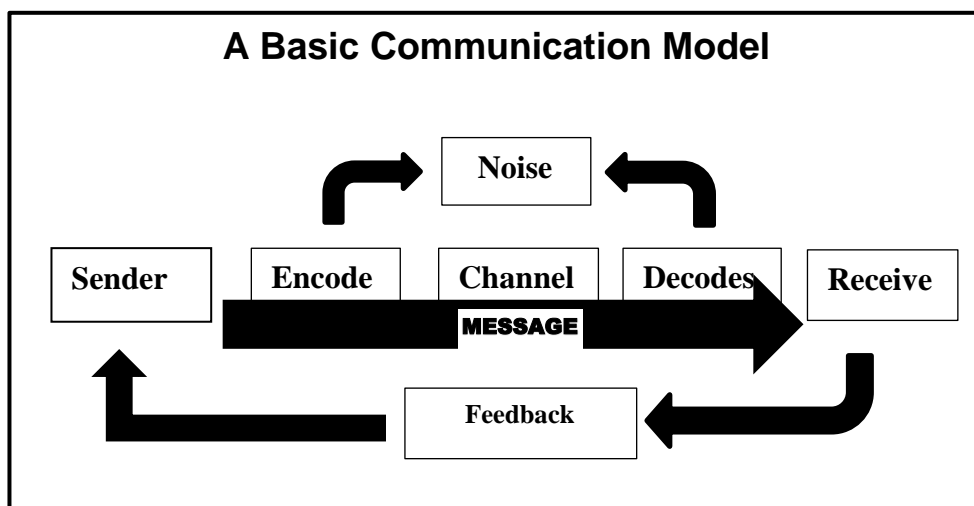 A Basic Communication Model
Noise
Sender
Encode
Channel
Decodes
Receive
MESSAGE
Feedback